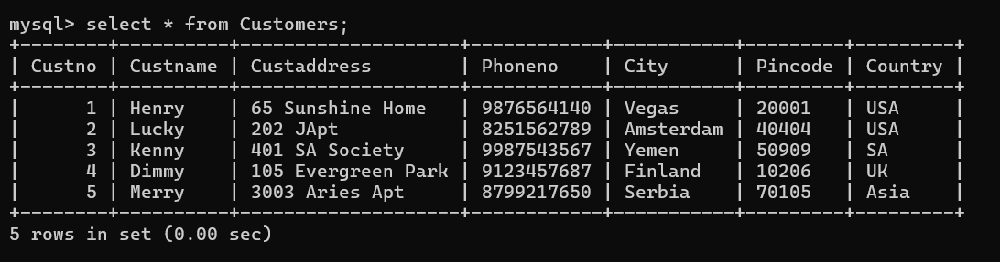 mysql> select * from Customers;
+--------+----------+--------------------+------------+-----------+---------+---------+
| Custno | Custname | Custaddress        | Phoneno    | City      | Pincode | Country |
+--------+----------+--------------------+------------+-----------+---------+---------+
|      1 | Henry    | 65 Sunshine Home   | 9876564140 | Vegas     | 20001   | USA     |
|      2 | Lucky    | 202 JApt           | 8251562789 | Amsterdam | 40404   | USA     |
|      3 | Kenny    | 401 SA Society     | 9987543567 | Yemen     | 50909   | SA      |
|      4 | Dimmy    | 105 Evergreen Park | 9123457687 | Finland   | 10206   | UK      |
|      5 | Merry    | 3003 Aries Apt     | 8799217650 | Serbia    | 70105   | Asia    |
+--------+----------+--------------------+------------+-----------+---------+---------+
5 rows in set (0.00 sec)